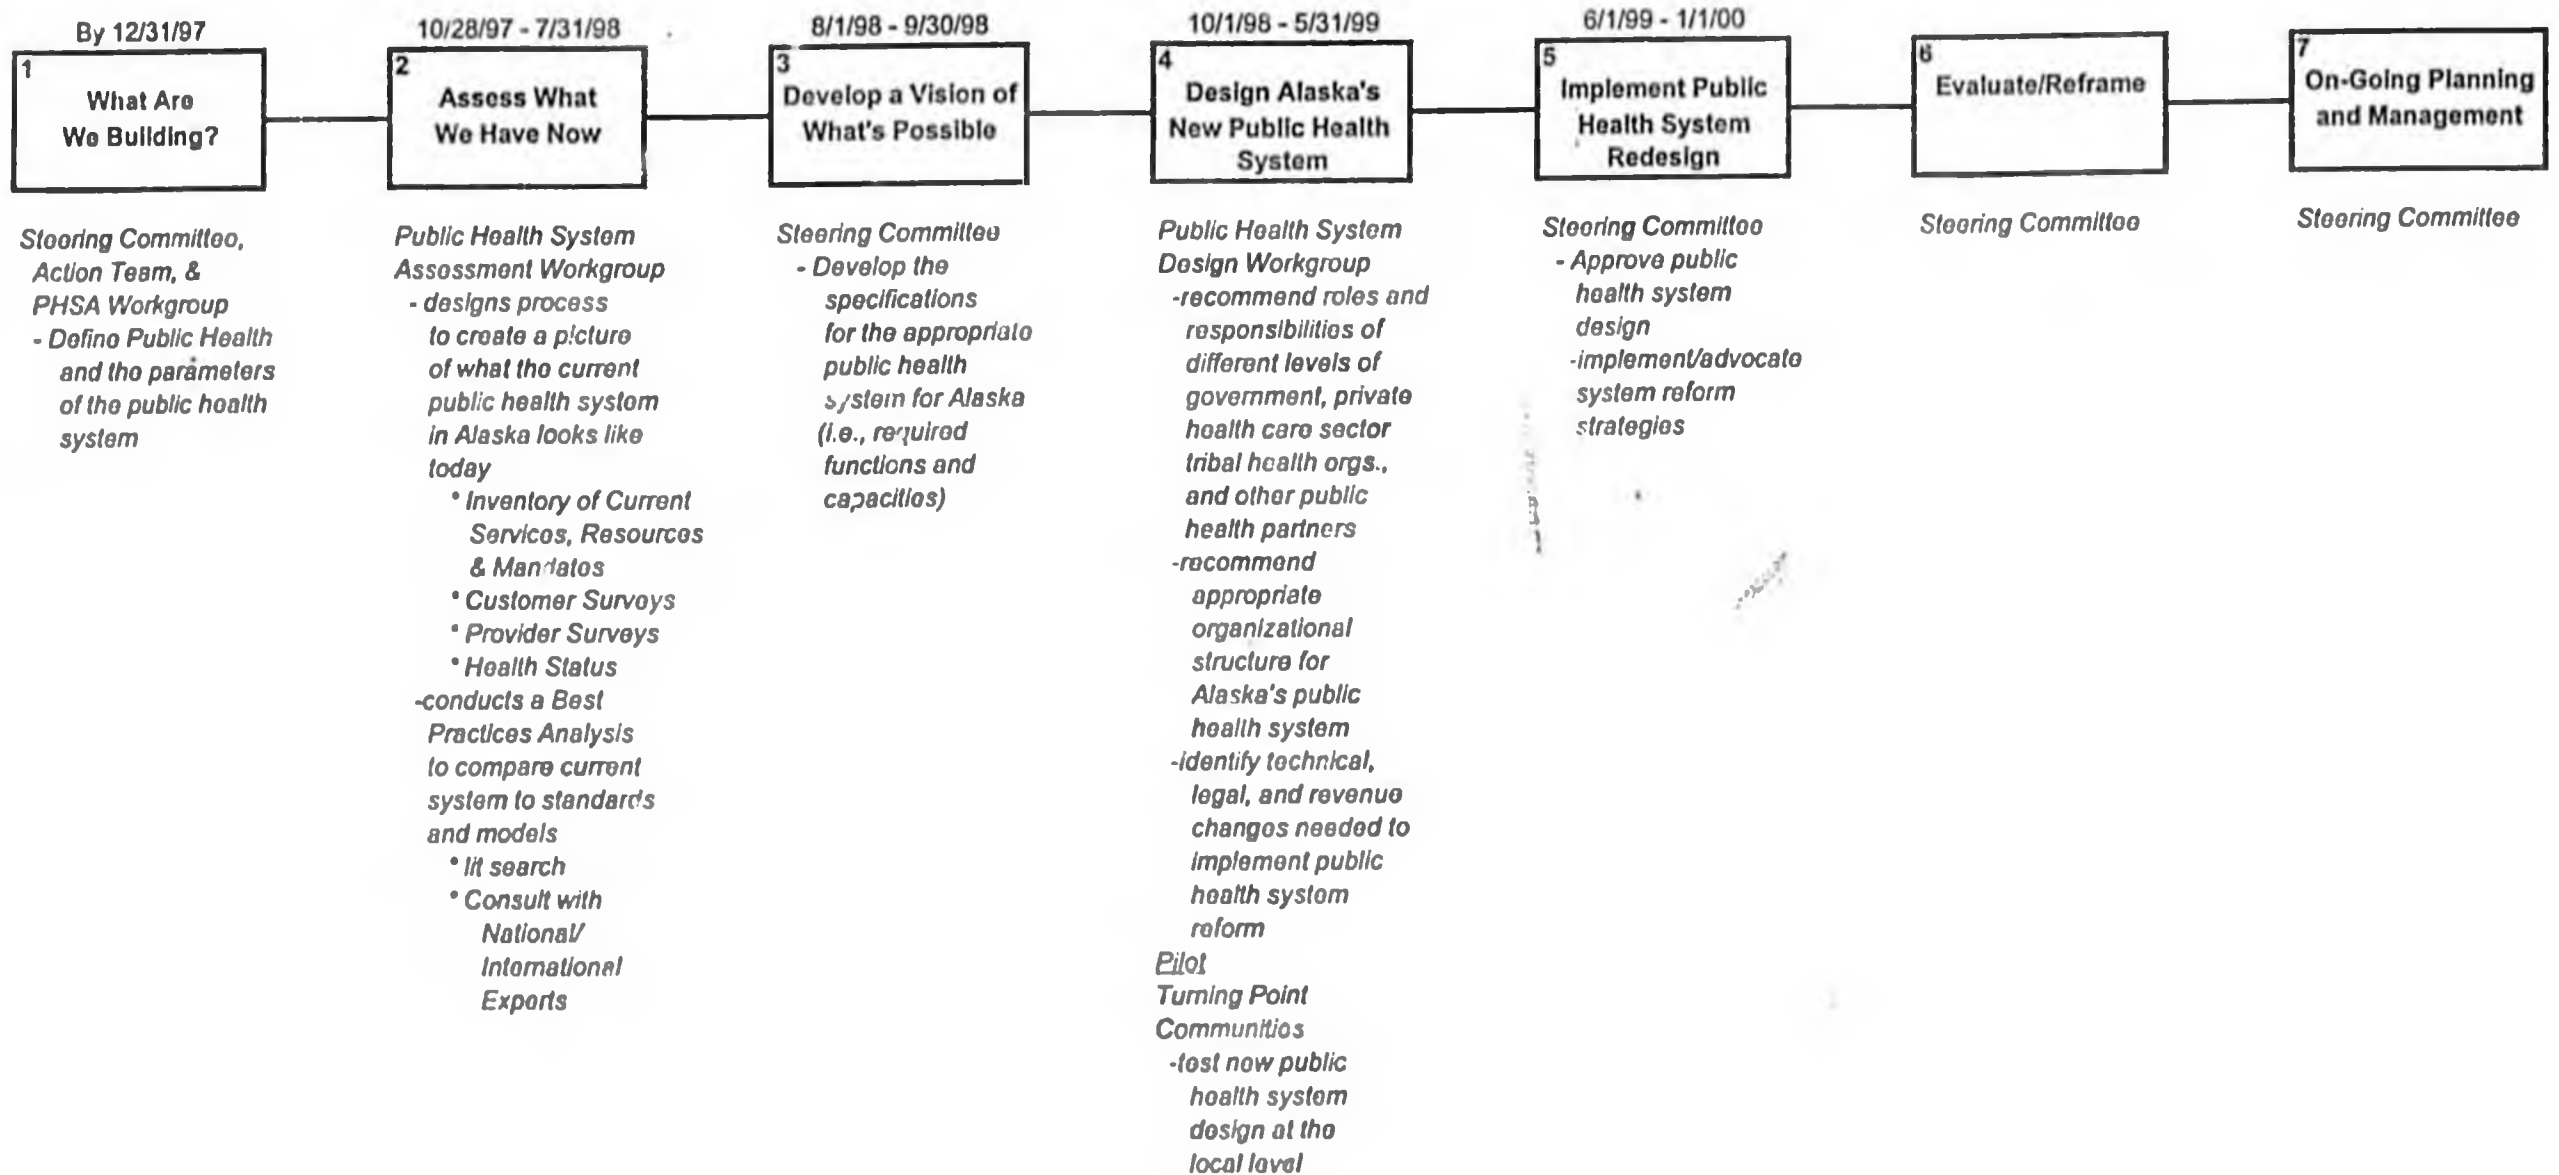 By 12/31/97
1
What Are
We Building?
Steering Committee,
Action Team, &
PHSA Workgroup
- Define Public Health
and the parameters
of the public health
system
10/28/97 - 7/31/98
2
Assess What
We Have Now
Public Health System
Assessment Workgroup
- designs process
to create a picture
of what the current
public health system
in Alaska looks like
today
* Inventory of Current
Services, Resources
& Mandates
* Customer Surveys
* Provider Surveys
* Health Status
-conducts a Best
Practices Analysis
to compare current
system to standards
and models
* lit search
* Consult with
National/
International
Experts
8/1/98 - 9/30/98
3
Develop a Vision of
What's Possible
Steering Committee
- Develop the
specifications
for the appropriate
public health
system for Alaska
(i.e., required
functions and
capacities)
10/1/98 - 5/31/99
4
Design Alaska's
New Public Health
System
Public Health System
Design Workgroup
-recommend roles and
responsibilities of
different levels of
government, private
health care sector
tribal health orgs.,
and other public
health partners
-recommend
appropriate
organizational
structure for
Alaska's public
health system
-identify technical,
legal, and revenue
changes needed to
implement public
health system
reform
Pilot
Turning Point
Communities
-test new public
health system
design at the
local level
6/1/99 - 1/1/00
5
Implement Public
Health System
Redesign
Steering Committee
- Approve public
health system
design
-implement/advocate
system reform
strategies
6
Evaluate/Reframe
Steering Committee
7
On-Going Planning
and Management
Steering Committee